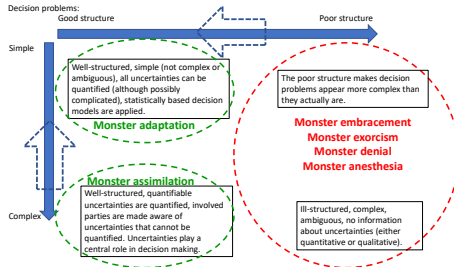 Decision problems:
Good structure
Poor structure
Simple
Well-structured, simple (not complex or
ambiguous), all uncertainties can be
quantified (although possibly
complicated), statistically based decision
models are applied.
Monster adaptation
The poor structure makes decision
problems appear more complex than
they actually are.
Monster embracement
Monster exorcism
Monster denial
Monster anesthesia
Monster assimilation
Well-structured, quantifiable
uncertainties are quantified, involved
parties are made aware of
uncertainties that cannot be
quantified. Uncertainties play a
central role in decision making.
Complex
Ill-structured, complex,
ambiguous, no information
about uncertainties (either
quantitative or qualitative).